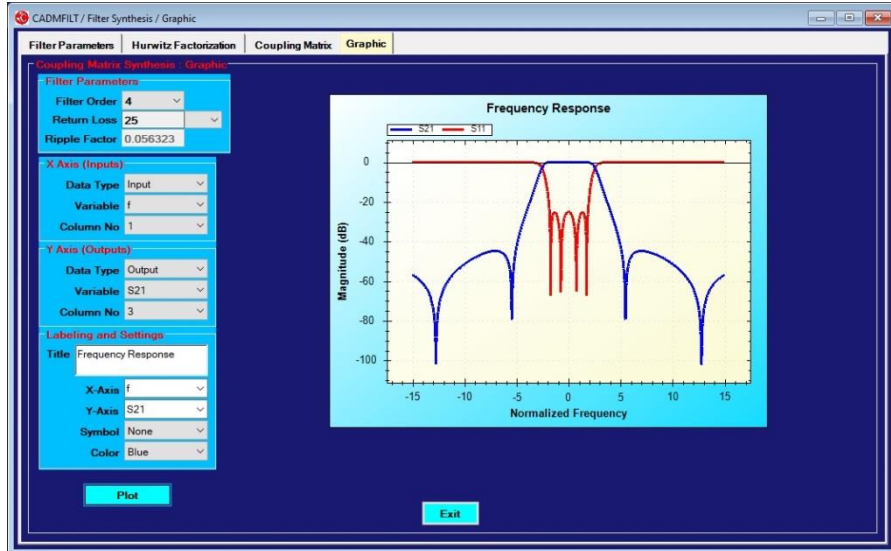 CADMFILT / Filter Synthesis / Graphic
Filter Parameters Hurwitz Factorization Coupling Matrix Graphic
Coupling Matrix Synthesis : Graphic
Filter Parameters
Filter Order 4
Return Loss 25
Ripple Factor 0.056323
X Axis (Inputs)
Data Type Input
Variable f
Column No 1
Y Axis (Outputs)
Data Type Output
Variable S21
Column No 3
Labeling and Settings
Title Frequency Response
X-Axis f
Y-Axis S21
Symbol None
Color Blue
Plot
Frequency Response
S21 S11
Magnitude (dB)
0
-20
-40
-60
-80
-100
-15 -10 -5 0 5 10 15
Normalized Frequency
Exit